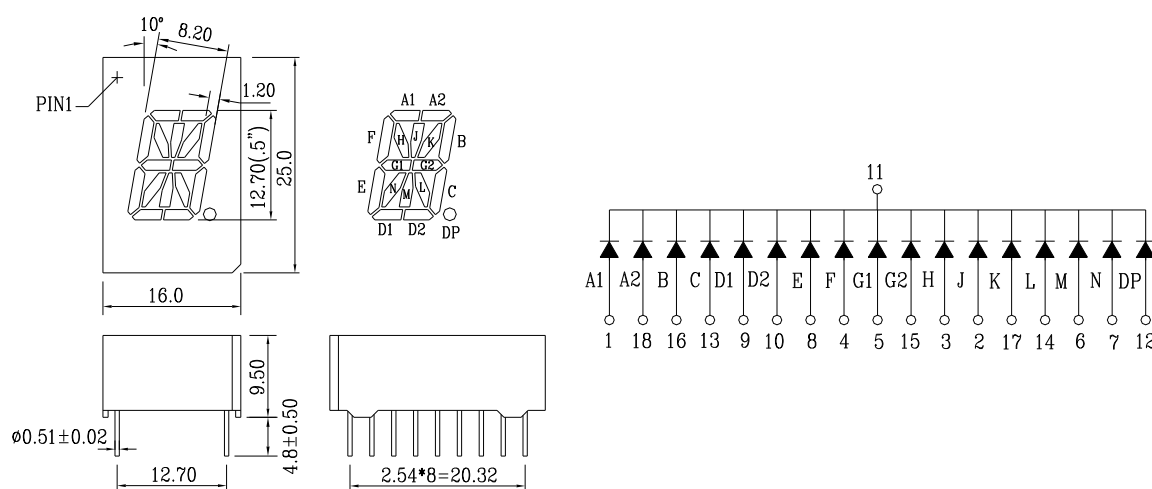 10°
8.20
PIN1
1.20
12.70(.5")
25.0
16.0
A1 A2
F H J K B
G1 G2
E N M L C
D1 D2 DP
11
A1 A2 B C D1 D2 E F G1 G2 H J K L M N DP
1 18 16 13 9 10 8 4 5 15 3 2 17 14 6 7 12
9.50
4.8±0.50
ø0.51±0.02
12.70
2.54*8=20.32